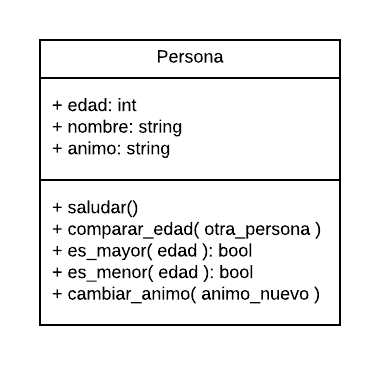 Persona
+ edad: int
+ nombre: string
+ animo: string
+ saludar()
+ comparar_edad( otra_persona )
+ es_mayor( edad ): bool
+ es_menor( edad ): bool
+ cambiar_animo( animo_nuevo )